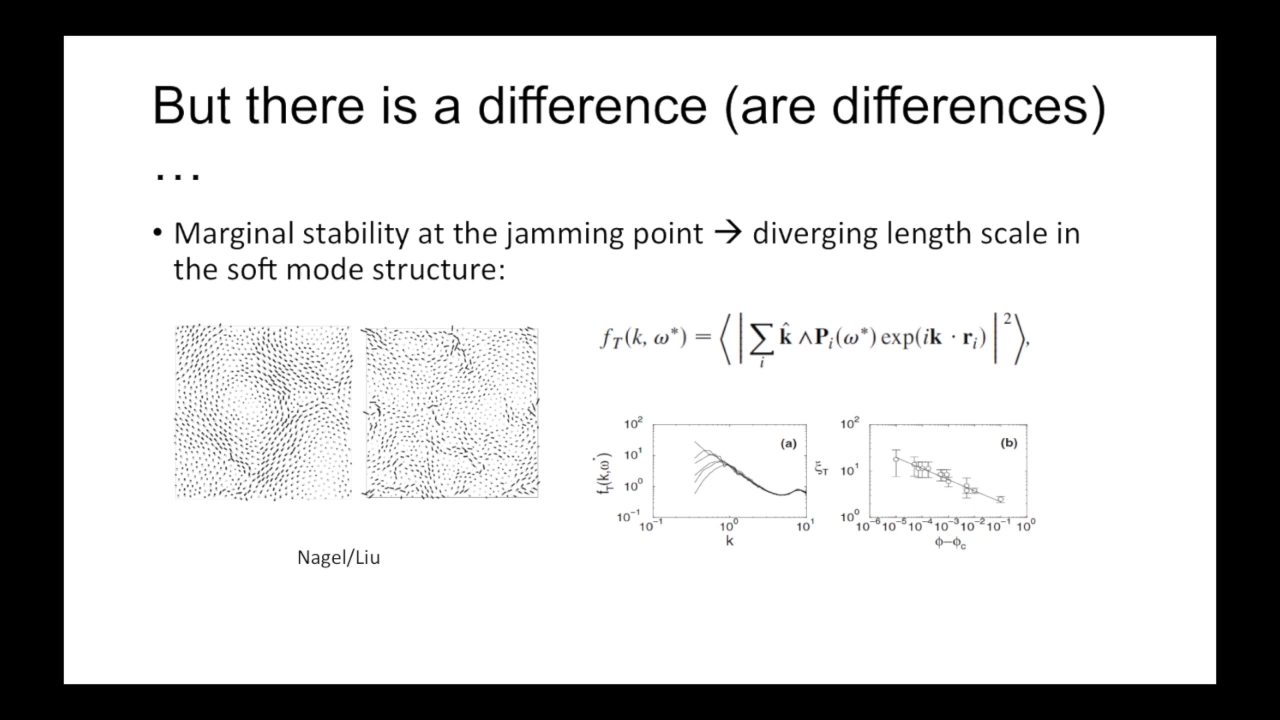 But there is a difference (are differences)
…
• Marginal stability at the jamming point → diverging length scale in
the soft mode structure:
f_T(k, ω*) = ⟨ | ∑_i k̂ ∧ P_i(ω*) exp(ik · r_i) |² ⟩,
10² 10¹ 10⁰ 10⁻¹
f_T(k,ω*)
(a)
10⁻¹ 10⁰ 10¹
k
10² 10¹ 10⁰
ξ_T
(b)
10⁻⁶ 10⁻⁵ 10⁻⁴ 10⁻³ 10⁻² 10⁻¹ 10⁰
ϕ−ϕ_c
Nagel/Liu